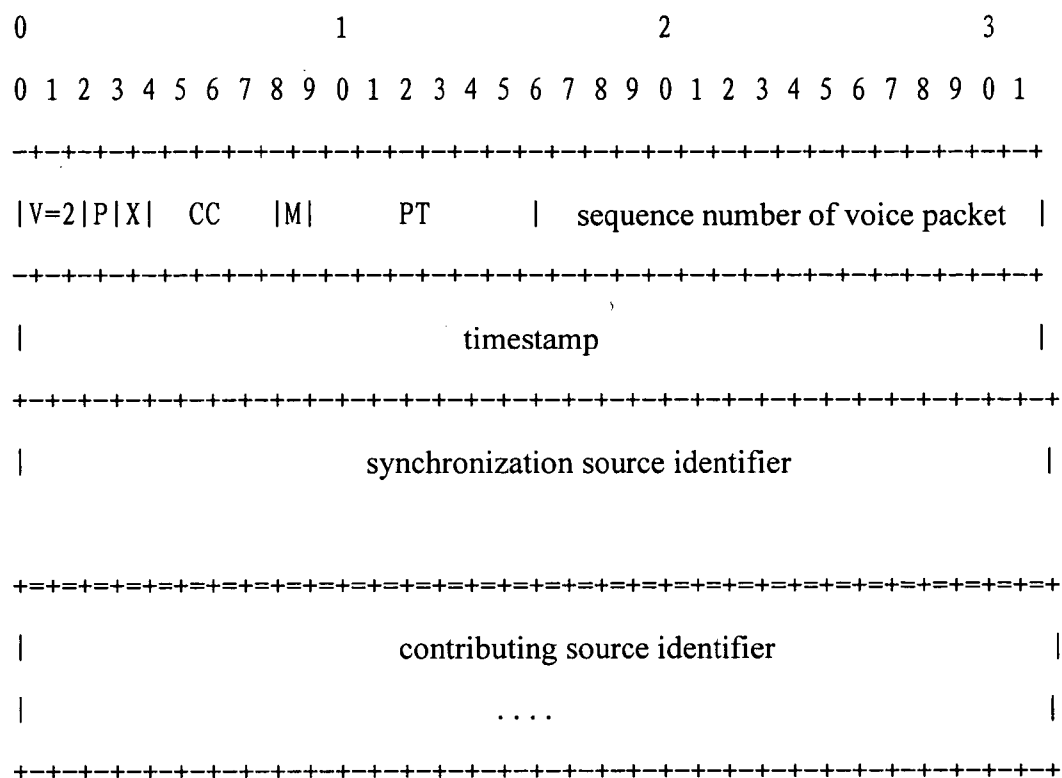 0 1 2 3
0 1 2 3 4 5 6 7 8 9 0 1 2 3 4 5 6 7 8 9 0 1 2 3 4 5 6 7 8 9 0 1
-+-+-+-+-+-+-+-+-+-+-+-+-+-+-+-+-+-+-+-+-+-+-+-+-+-+-+-+-+-+-+-+
|V=2|P|X| CC |M| PT | sequence number of voice packet |
-+-+-+-+-+-+-+-+-+-+-+-+-+-+-+-+-+-+-+-+-+-+-+-+-+-+-+-+-+-+-+-+
| timestamp |
+-+-+-+-+-+-+-+-+-+-+-+-+-+-+-+-+-+-+-+-+-+-+-+-+-+-+-+-+-+-+-+-+
| synchronization source identifier |
+=+=+=+=+=+=+=+=+=+=+=+=+=+=+=+=+=+=+=+=+=+=+=+=+=+=+=+=+=+=+=+=+
| contributing source identifier |
| .... |
+-+-+-+-+-+-+-+-+-+-+-+-+-+-+-+-+-+-+-+-+-+-+-+-+-+-+-+-+-+-+-+-+